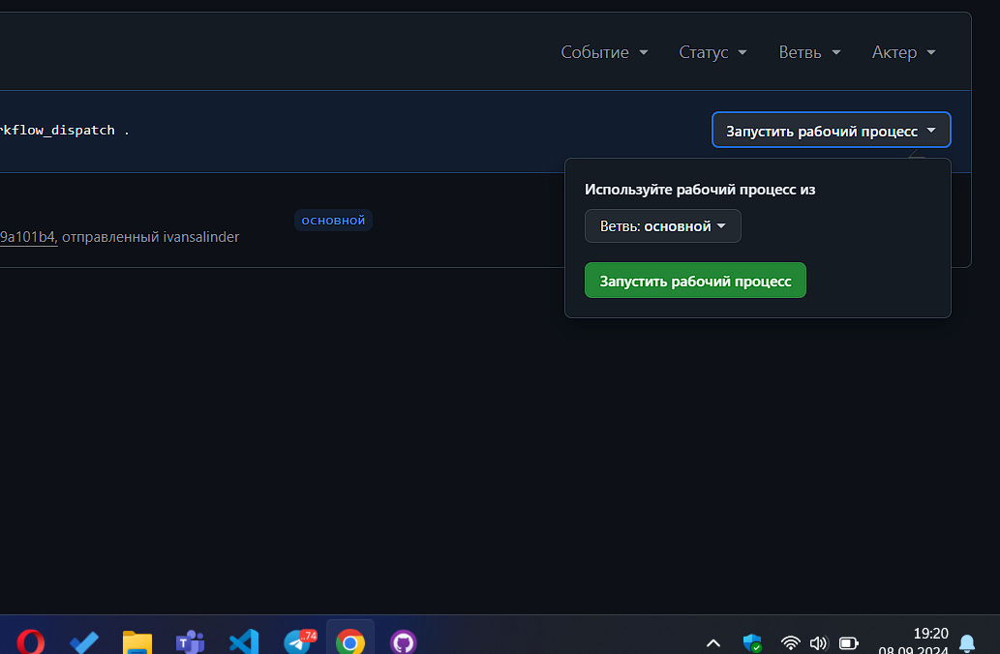 Событие Статус Ветвь Актер
rkflow_dispatch .
Запустить рабочий процесс
Используйте рабочий процесс из
Ветвь: основной
Запустить рабочий процесс
основной
9a101b4, отправленный ivansalinder
74
19:20
08.09.2024